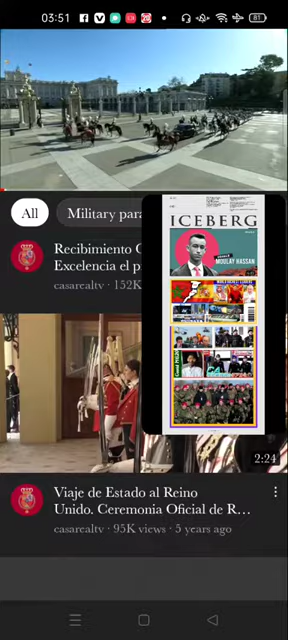 03:51
81
All
Military para
ICEBERG
MOULAY HASSAN
Recibimiento
Excelencia el p
casarealtv · 152K
2:24
Viaje de Estado al Reino
Unido. Ceremonia Oficial de R...
casarealtv · 95K views · 5 years ago